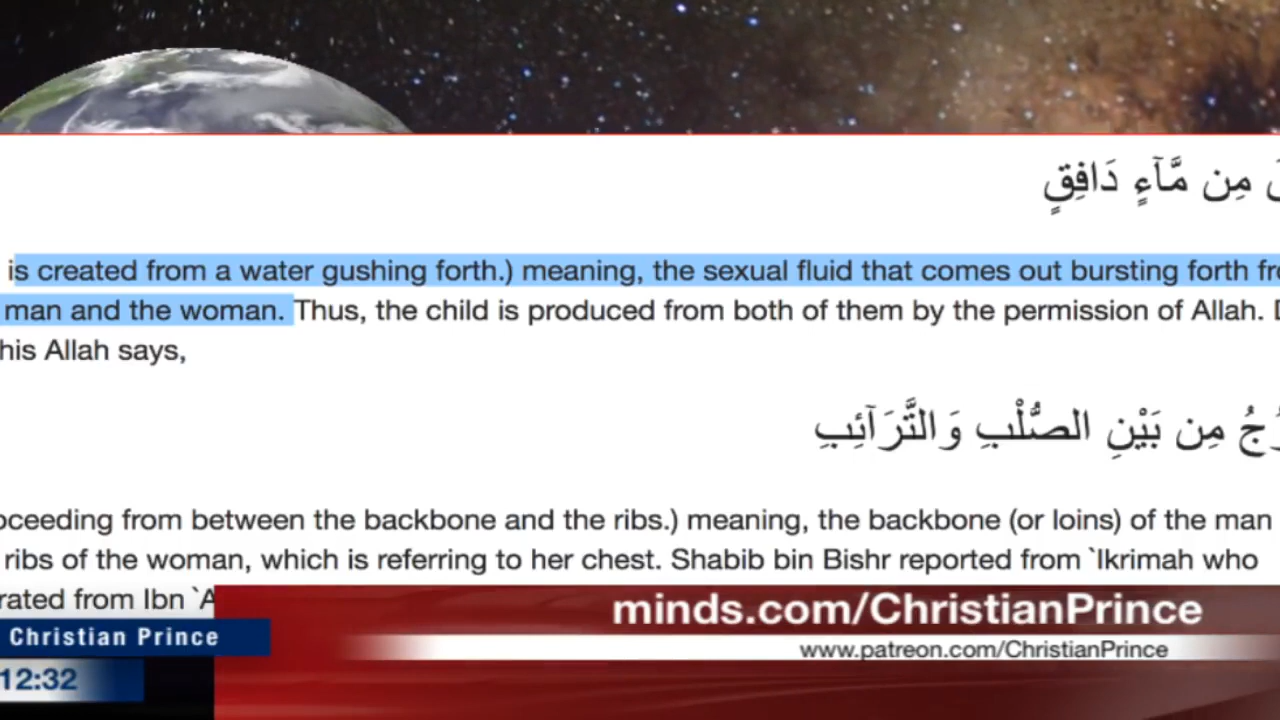 مِن مَّآءٍ دَافِقٍ
is created from a water gushing forth.) meaning, the sexual fluid that comes out bursting forth
man and the woman. Thus, the child is produced from both of them by the permission of Allah.
his Allah says,
مِن بَيْنِ الصُّلْبِ وَالتَّرَآئِبِ
oceeding from between the backbone and the ribs.) meaning, the backbone (or loins) of the man
ribs of the woman, which is referring to her chest. Shabib bin Bishr reported from `Ikrimah who
rated from Ibn `A
minds.com/ChristianPrince
Christian Prince
www.patreon.com/ChristianPrince
12:32